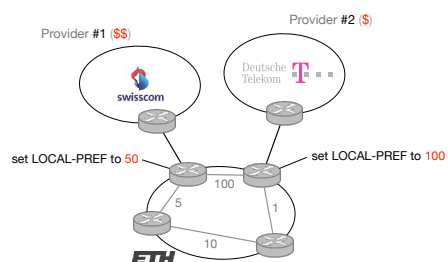 Provider #2 ($)
Provider #1 ($$)
Deutsche
Telekom
T
swisscom
set LOCAL-PREF to 50
set LOCAL-PREF to 100
100
5
1
10
ETH